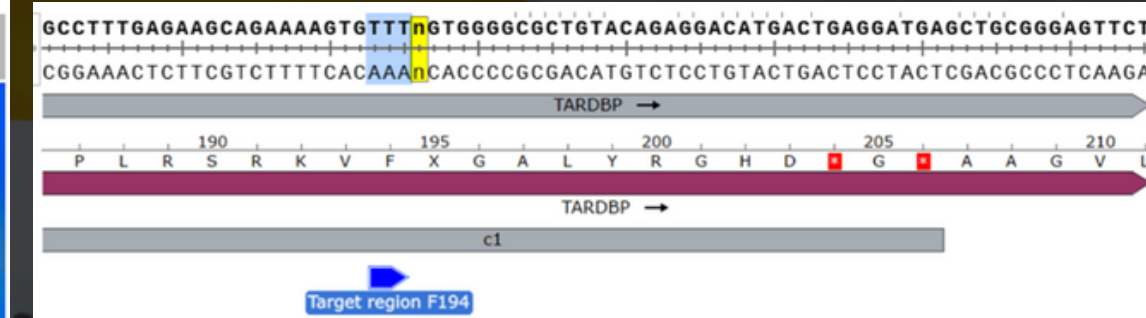 GCCTTTGAGAAGCAGAAAAGTGTTTnGTGGGGCGCTGTACAGAGGACATGACTGAGGATGAGCTGCGGGAGTTCT
CGGAAACTCTTCGTCTTTTCACAAAnCACCCCGCGACATGTCTCCTGTACTGACTCCTACTCGACGCCCTCAAGA
TARDBP →
190 195 200 205 210
P L R S R K V F X G A L Y R G H D * G * A A G V L
TARDBP →
c1
Target region F194